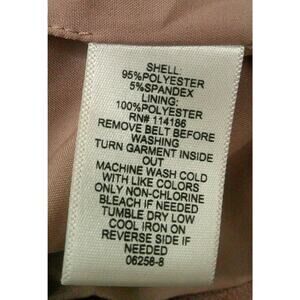 SHELL:
95%POLYESTER
5%SPANDEX
LINING:
100%POLYESTER
RN# 114186
REMOVE BELT BEFORE
WASHING
TURN GARMENT INSIDE
OUT
MACHINE WASH COLD
WITH LIKE COLORS
ONLY NON-CHLORINE
BLEACH IF NEEDED
TUMBLE DRY LOW
COOL IRON ON
REVERSE SIDE IF
NEEDED
06258-8